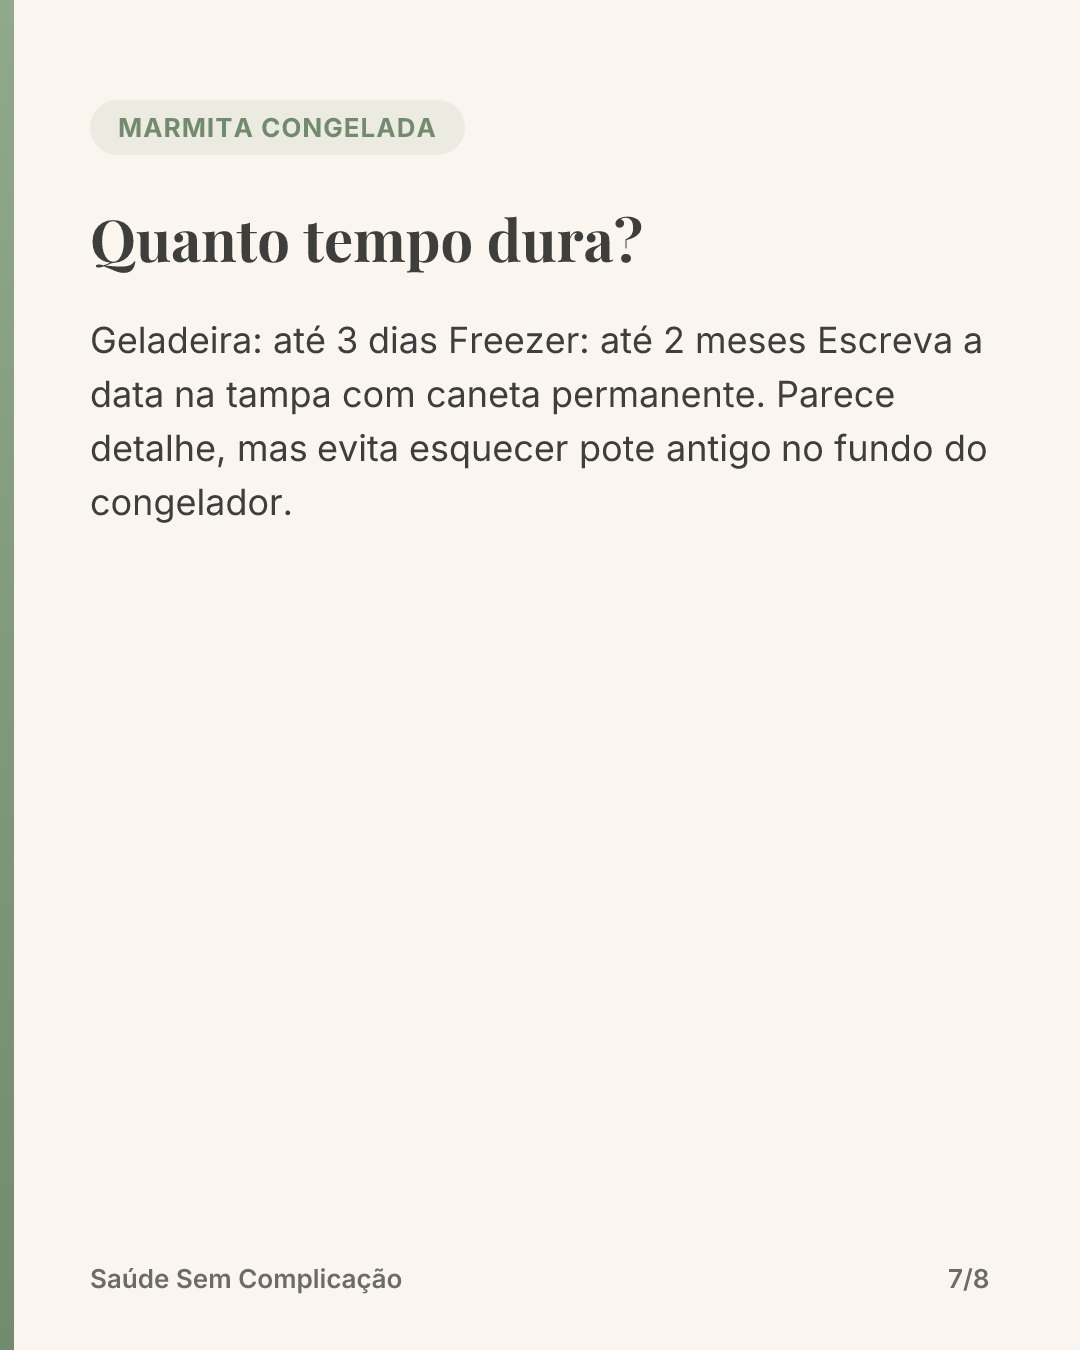 MARMITA CONGELADA
Quanto tempo dura?
Geladeira: até 3 dias Freezer: até 2 meses Escreva a
data na tampa com caneta permanente. Parece
detalhe, mas evita esquecer pote antigo no fundo do
congelador.
Saúde Sem Complicação
7/8